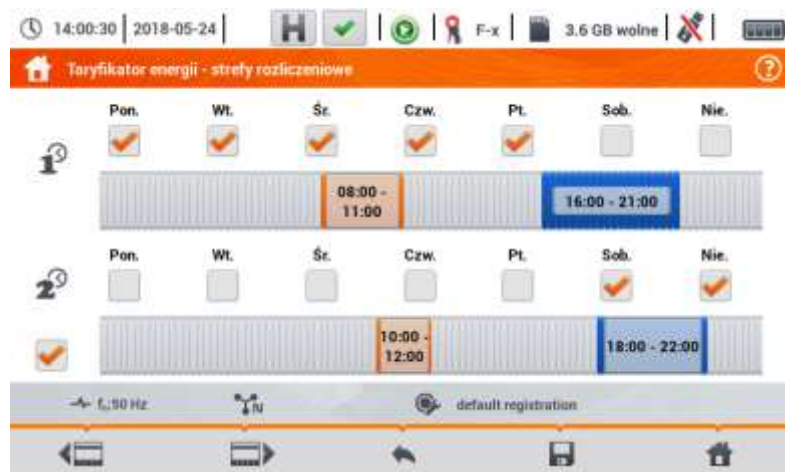 14:00:30 2018-05-24 F-x 3.6 GB wolne
Taryfikator energii - strefy rozliczeniowe
Pon. Wt. Śr. Czw. Pt. Sob. Nie.
1
08:00 - 11:00 16:00 - 21:00
Pon. Wt. Śr. Czw. Pt. Sob. Nie.
2
10:00 - 12:00 18:00 - 22:00
fₙ:50 Hz N default registration